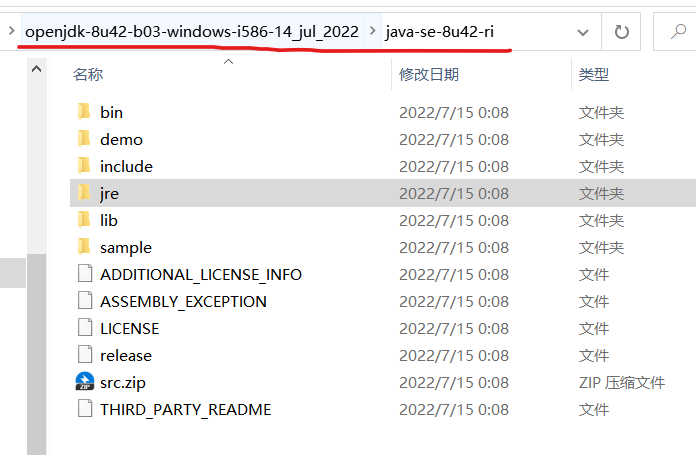 openjdk-8u42-b03-windows-i586-14_jul_2022 > java-se-8u42-ri
名称 修改日期 类型
bin 2022/7/15 0:08 文件夹
demo 2022/7/15 0:08 文件夹
include 2022/7/15 0:08 文件夹
jre 2022/7/15 0:08 文件夹
lib 2022/7/15 0:08 文件夹
sample 2022/7/15 0:08 文件夹
ADDITIONAL_LICENSE_INFO 2022/7/15 0:08 文件
ASSEMBLY_EXCEPTION 2022/7/15 0:08 文件
LICENSE 2022/7/15 0:08 文件
release 2022/7/15 0:08 文件
ZIP src.zip 2022/7/15 0:08 ZIP 压缩文件
THIRD_PARTY_README 2022/7/15 0:08 文件